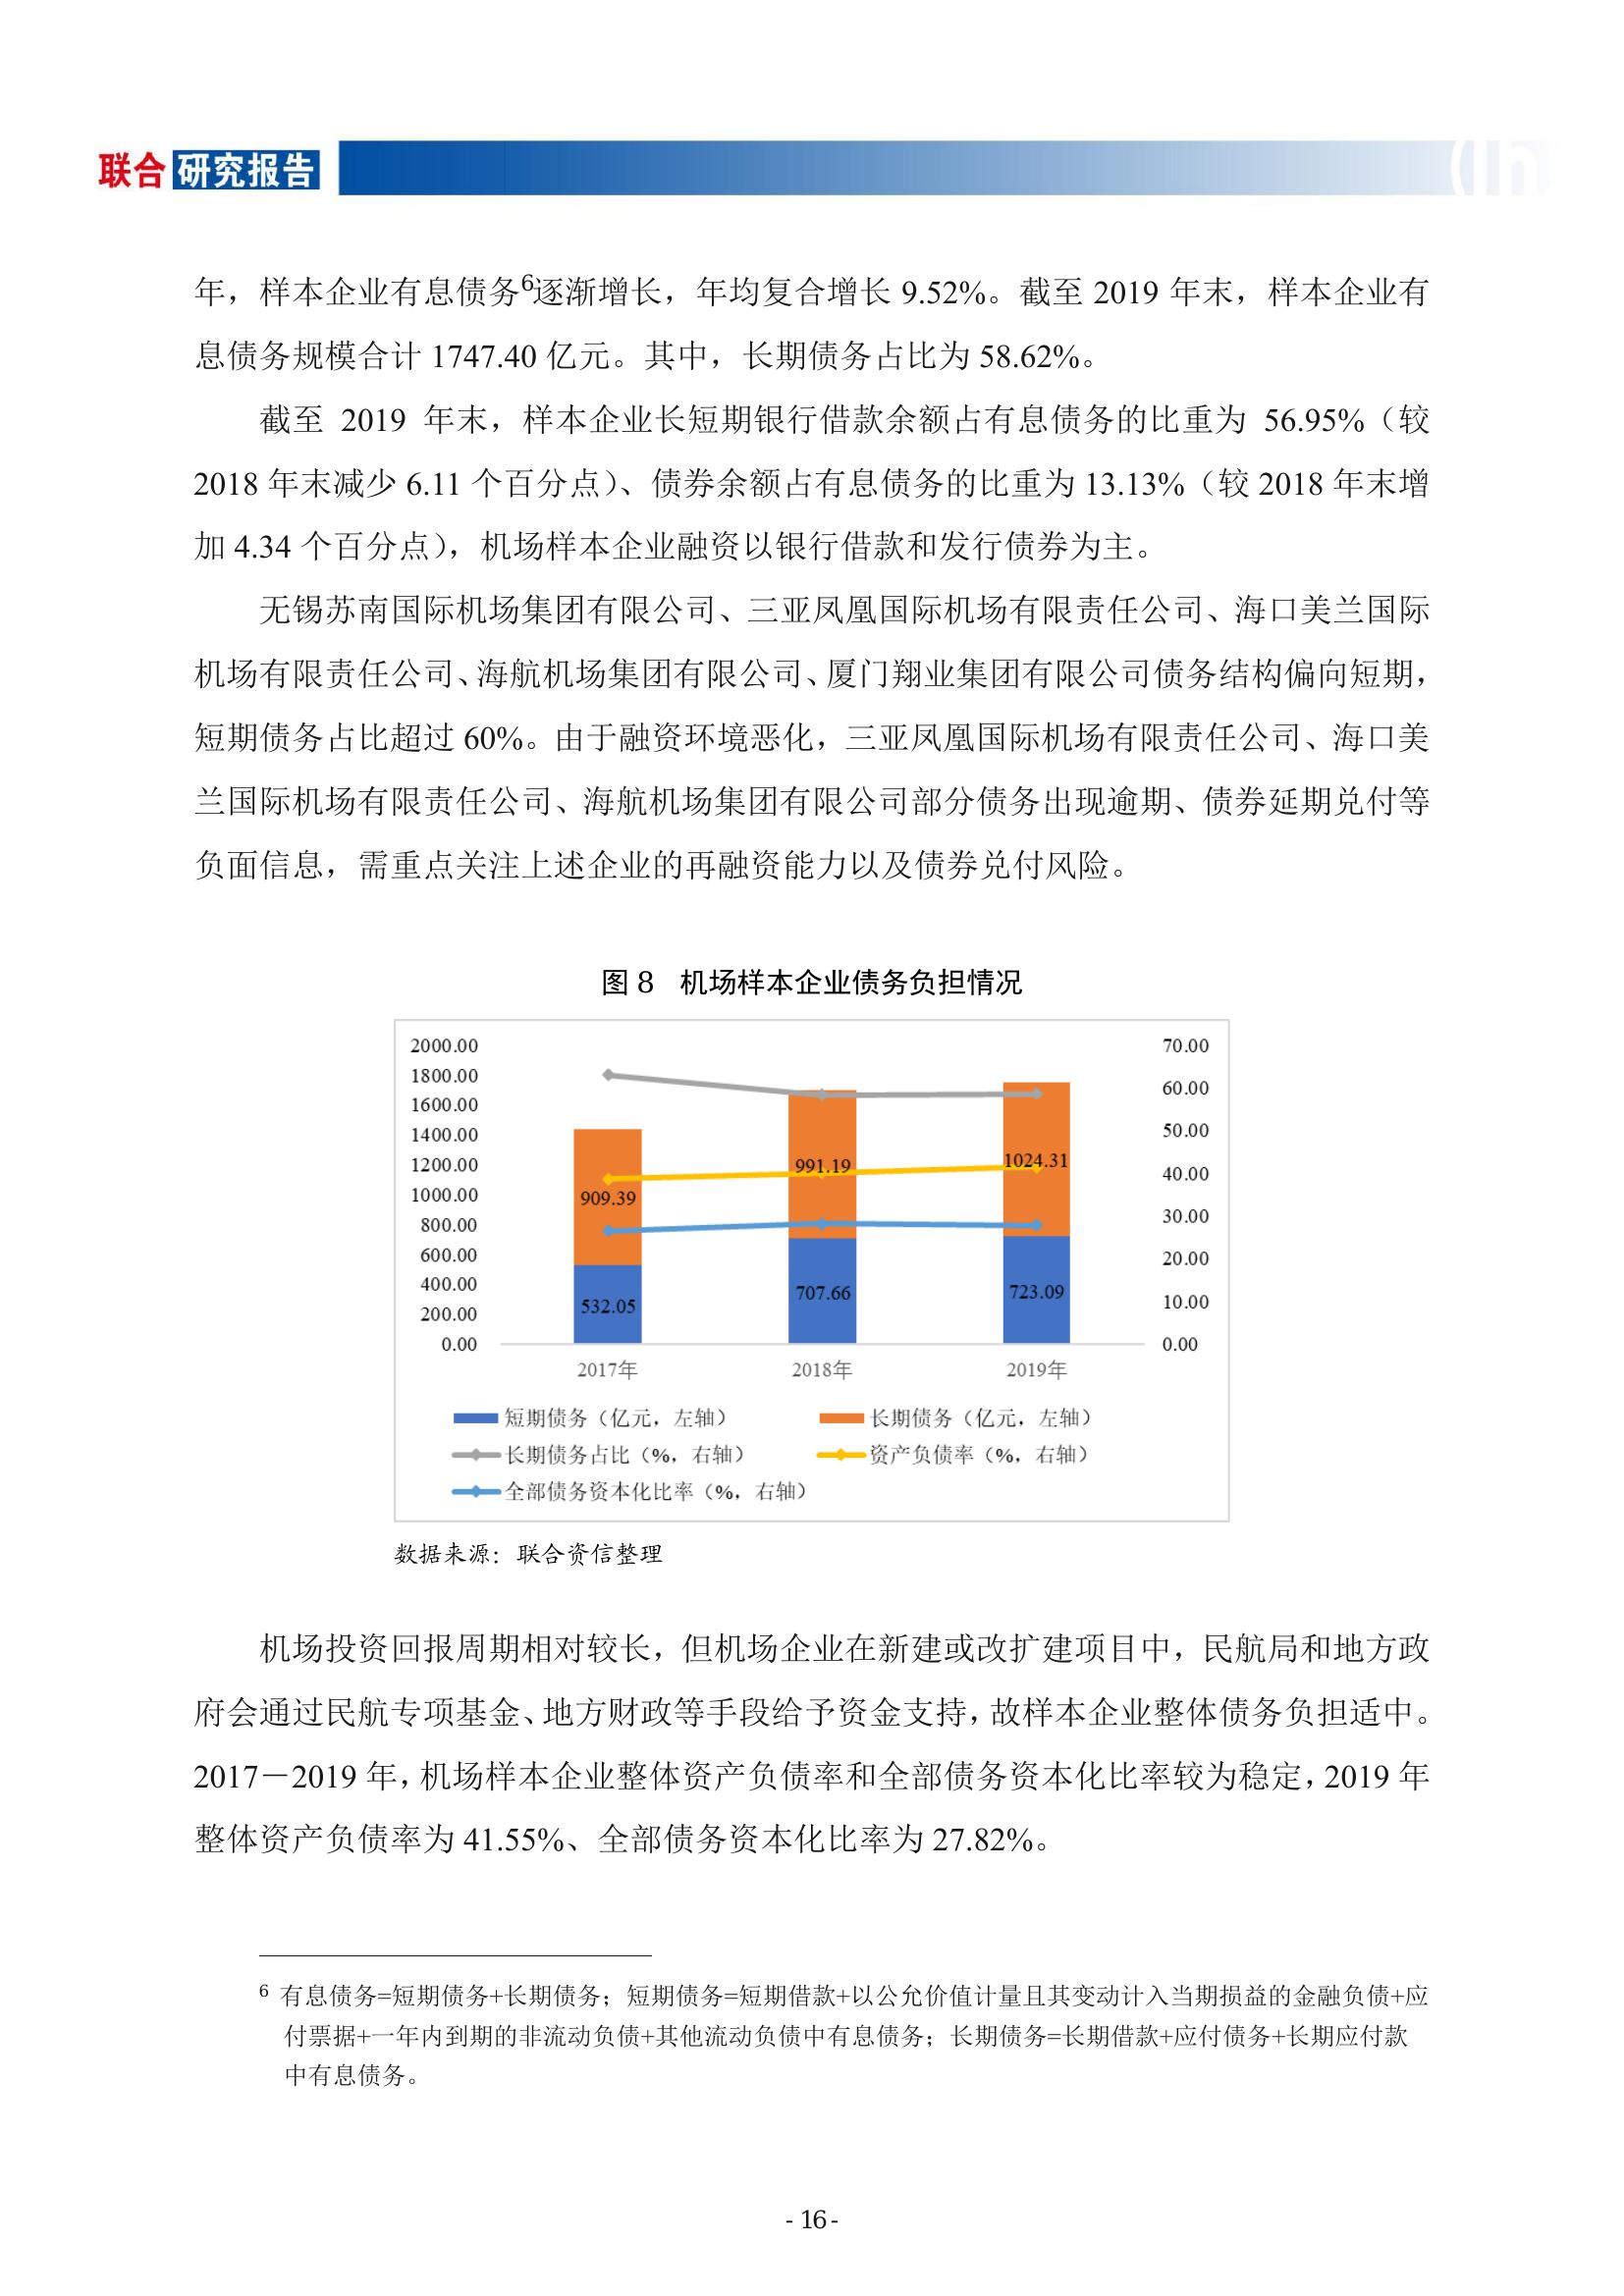 联合研究报告
年，样本企业有息债务6逐渐增长，年均复合增长 9.52%。截至 2019 年末，样本企业有
息债务规模合计 1747.40 亿元。其中，长期债务占比为 58.62%。
截至 2019 年末，样本企业长短期银行借款余额占有息债务的比重为 56.95%（较
2018 年末减少 6.11 个百分点）、债券余额占有息债务的比重为 13.13%（较 2018 年末增
加 4.34 个百分点），机场样本企业融资以银行借款和发行债券为主。
无锡苏南国际机场集团有限公司、三亚凤凰国际机场有限责任公司、海口美兰国际
机场有限责任公司、海航机场集团有限公司、厦门翔业集团有限公司债务结构偏向短期，
短期债务占比超过 60%。由于融资环境恶化，三亚凤凰国际机场有限责任公司、海口美
兰国际机场有限责任公司、海航机场集团有限公司部分债务出现逾期、债券延期兑付等
负面信息，需重点关注上述企业的再融资能力以及债券兑付风险。
图 8 机场样本企业债务负担情况
2000.00 70.00
1800.00
1600.00 60.00
1400.00 50.00
1200.00 40.00
1000.00
800.00 30.00
600.00 20.00
400.00
200.00 10.00
0.00 0.00
909.39 991.19 1024.31
532.05 707.66 723.09
2017年 2018年 2019年
短期债务（亿元，左轴） 长期债务（亿元，左轴）
长期债务占比（%，右轴） 资产负债率（%，右轴）
全部债务资本化比率（%，右轴）
数据来源：联合资信整理
机场投资回报周期相对较长，但机场企业在新建或改扩建项目中，民航局和地方政
府会通过民航专项基金、地方财政等手段给予资金支持，故样本企业整体债务负担适中。
2017－2019 年，机场样本企业整体资产负债率和全部债务资本化比率较为稳定，2019 年
整体资产负债率为 41.55%、全部债务资本化比率为 27.82%。
6 有息债务=短期债务+长期债务；短期债务=短期借款+以公允价值计量且其变动计入当期损益的金融负债+应
付票据+一年内到期的非流动负债+其他流动负债中有息债务；长期债务=长期借款+应付债务+长期应付款
中有息债务。
- 16 -